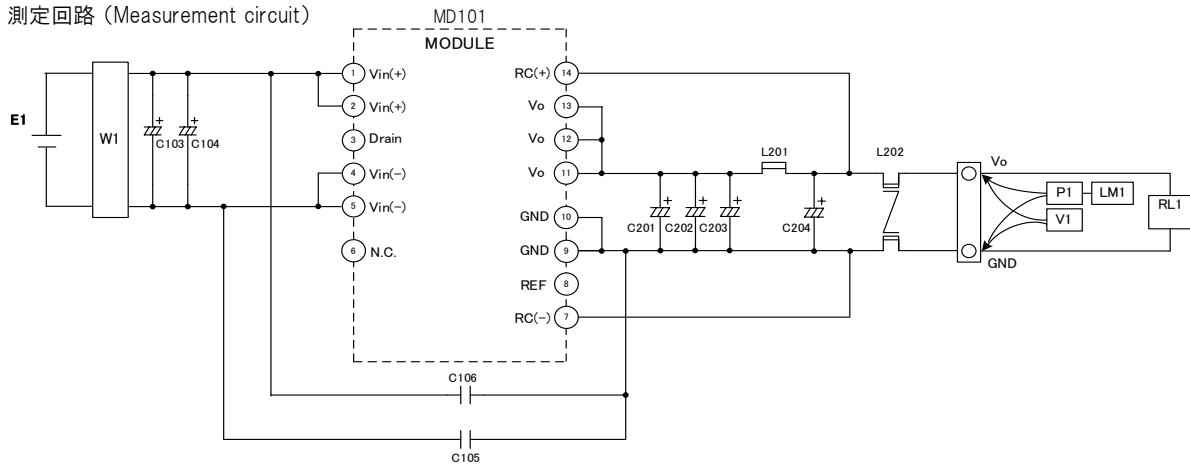 測定回路 (Measurement circuit)
MD101
MODULE
E1
W1
+
C103
+
C104
1 Vin(+)
2 Vin(+)
3 Drain
4 Vin(-)
5 Vin(-)
6 N.C.
RC(+) 14
Vo 13
Vo 12
Vo 11
GND 10
GND 9
REF 8
RC(-) 7
+
C201
+
C202
+
C203
L201
+
C204
L202
Vo
GND
P1
LM1
V1
RL1
C106
C105